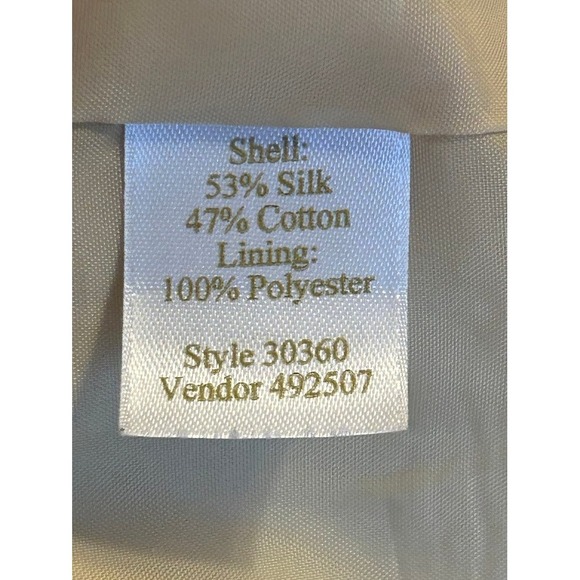 Shell:
53% Silk
47% Cotton
Lining:
100% Polyester
Style 30360
Vendor 492507